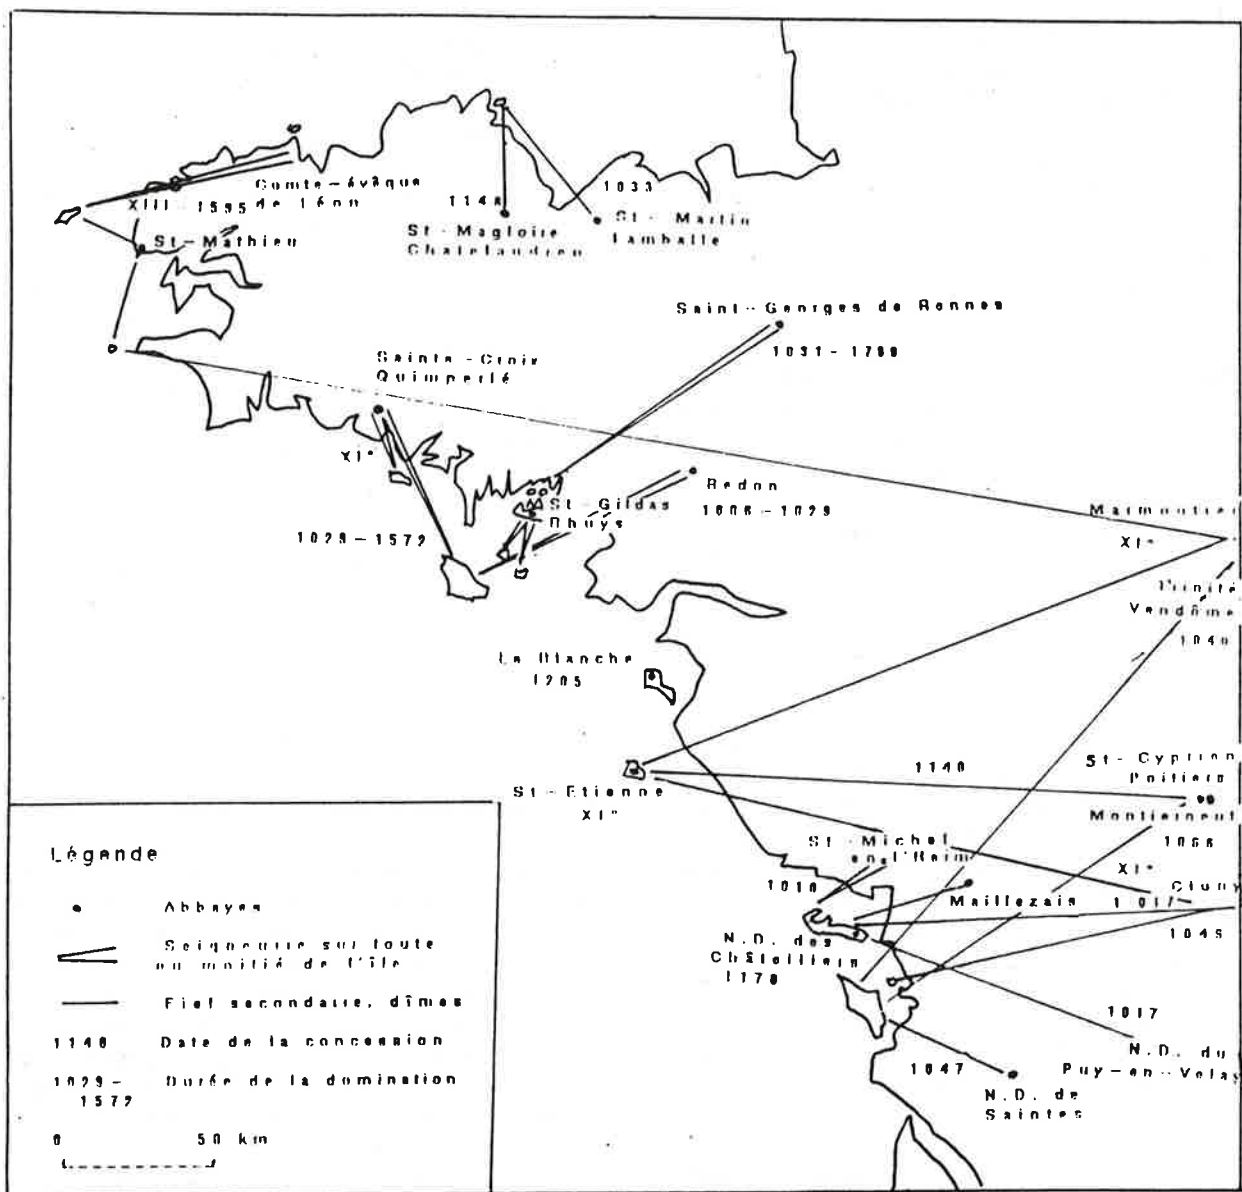 Comte-évêque
de Léon
XIII - 1595
St-Mathieu
1148
St-Magloire
Chatelaudren
1033
St-Martin
Lamballe
Saint-Georges de Rennes
1031-1789
Sainte-Croix
Quimperlé
XI°
1029-1572
St-Gildas
Rhuys
Redon
1006-1029
Marmoutier
XI°
Trinité
Vendôme
1040
La Blanche
1205
St-Etienne
XI°
1140
St-Cyprien
Poitiers
Montierneuf
1066
St-Michel
en l'Herm
1010
Maillezais
XI°
Cluny
1017
1045
N.D. des
Châtelliers
1178
1017
N.D. du
Puy-en-Velay
1047
N.D. de
Saintes
Légende
Abbayes
Seigneurie sur toute
ou moitié de l'île
Fief secondaire, dîmes
1140 Date de la concession
1029-
1572
Durée de la domination
0 50 km